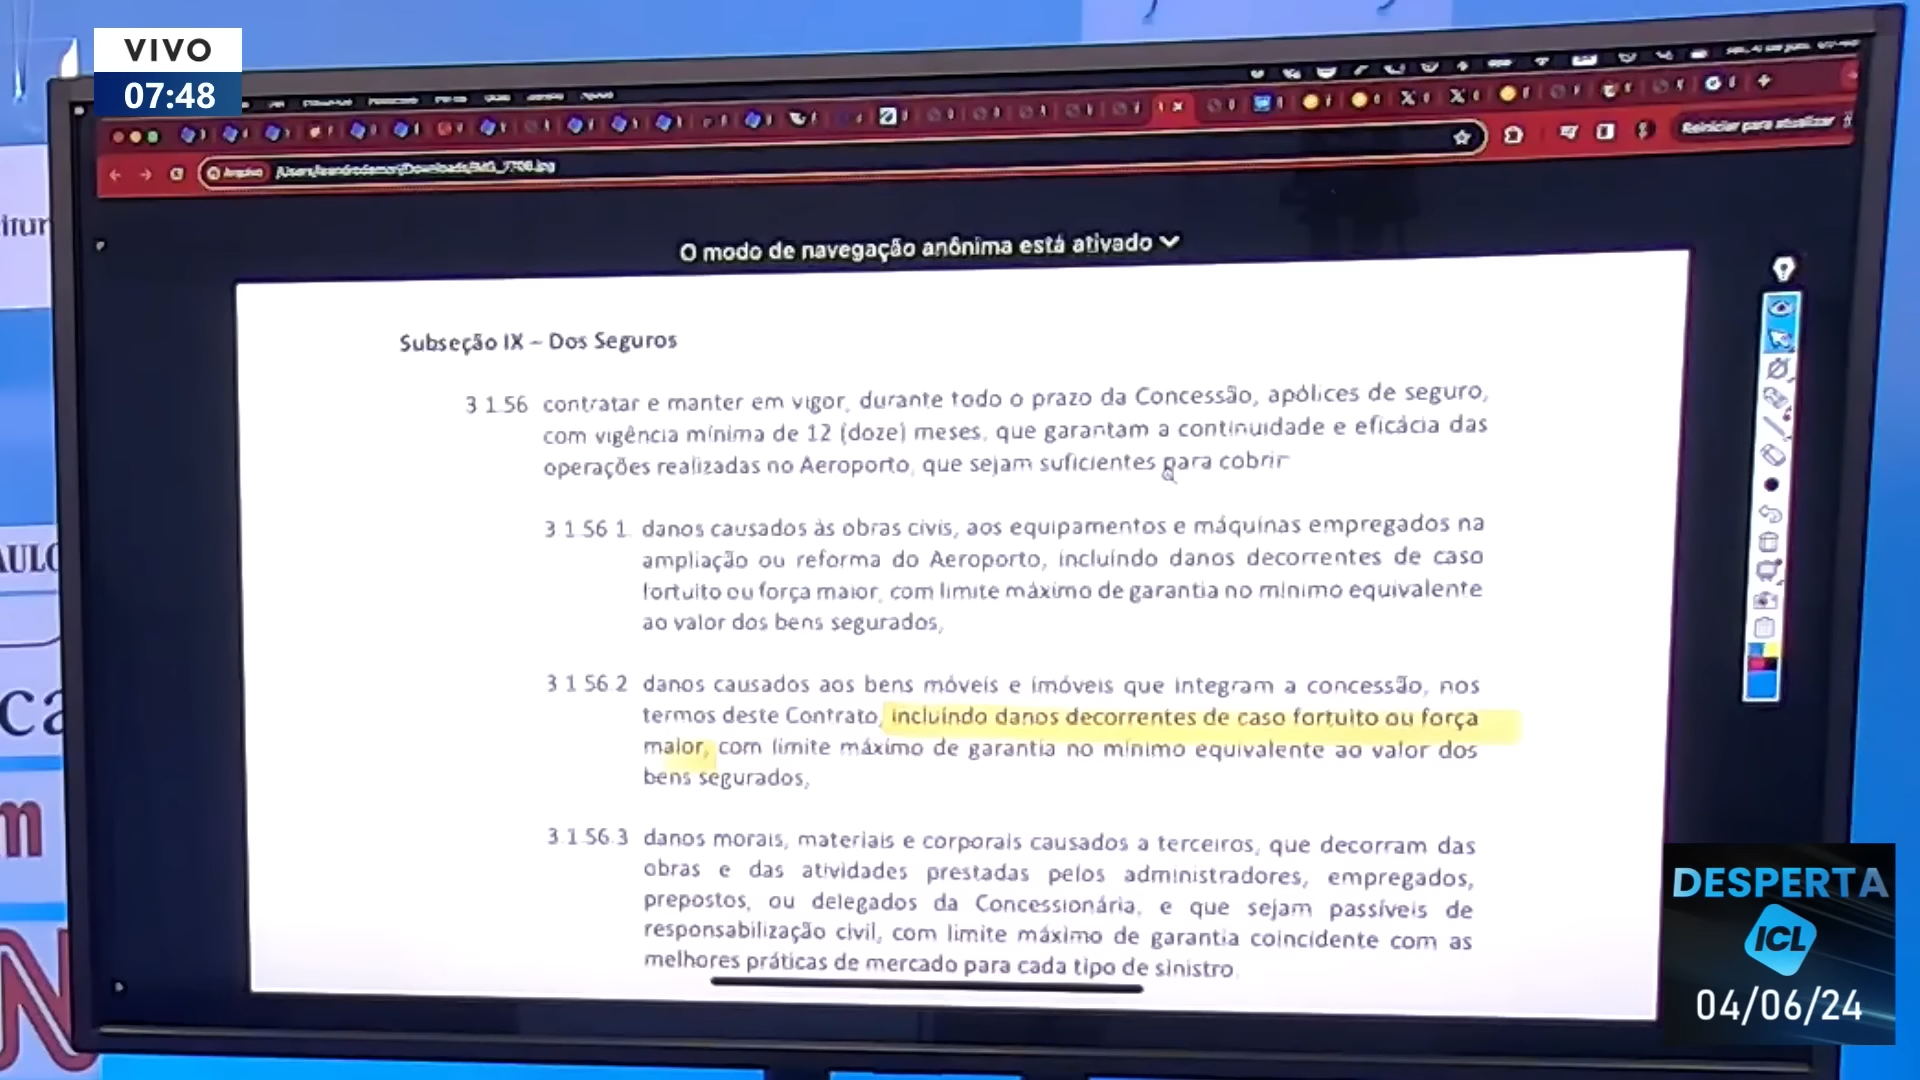 VIVO
07:48
Arquivo
Reiniciar para atualizar
O modo de navegação anônima está ativado
Subseção IX – Dos Seguros
3 1.56 contratar e manter em vigor, durante todo o prazo da Concessão, apólices de seguro,
com vigência mínima de 12 (doze) meses, que garantam a continuidade e eficácia das
operações realizadas no Aeroporto, que sejam suficientes para cobrir
3 1 56 1. danos causados às obras civis, aos equipamentos e máquinas empregados na
ampliação ou reforma do Aeroporto, incluíndo danos decorrentes de caso
fortuito ou força maior, com limite máximo de garantia no mínimo equivalente
ao valor dos bens segurados,
3 1 56.2 danos causados aos bens móveis e imóveis que integram a concessão, nos
termos deste Contrato, incluíndo danos decorrentes de caso fortuito ou força
maior, com limite máximo de garantia no mínimo equivalente ao valor dos
bens segurados,
3.1.56.3 danos morais, materiais e corporais causados a terceiros, que decorram das
obras e das atividades prestadas pelos administradores, empregados,
prepostos, ou delegados da Concessionária, e que sejam passíveis de
responsabilização civil, com limite máximo de garantia coincidente com as
melhores práticas de mercado para cada tipo de sinistro.
DESPERTA
ICL
04/06/24